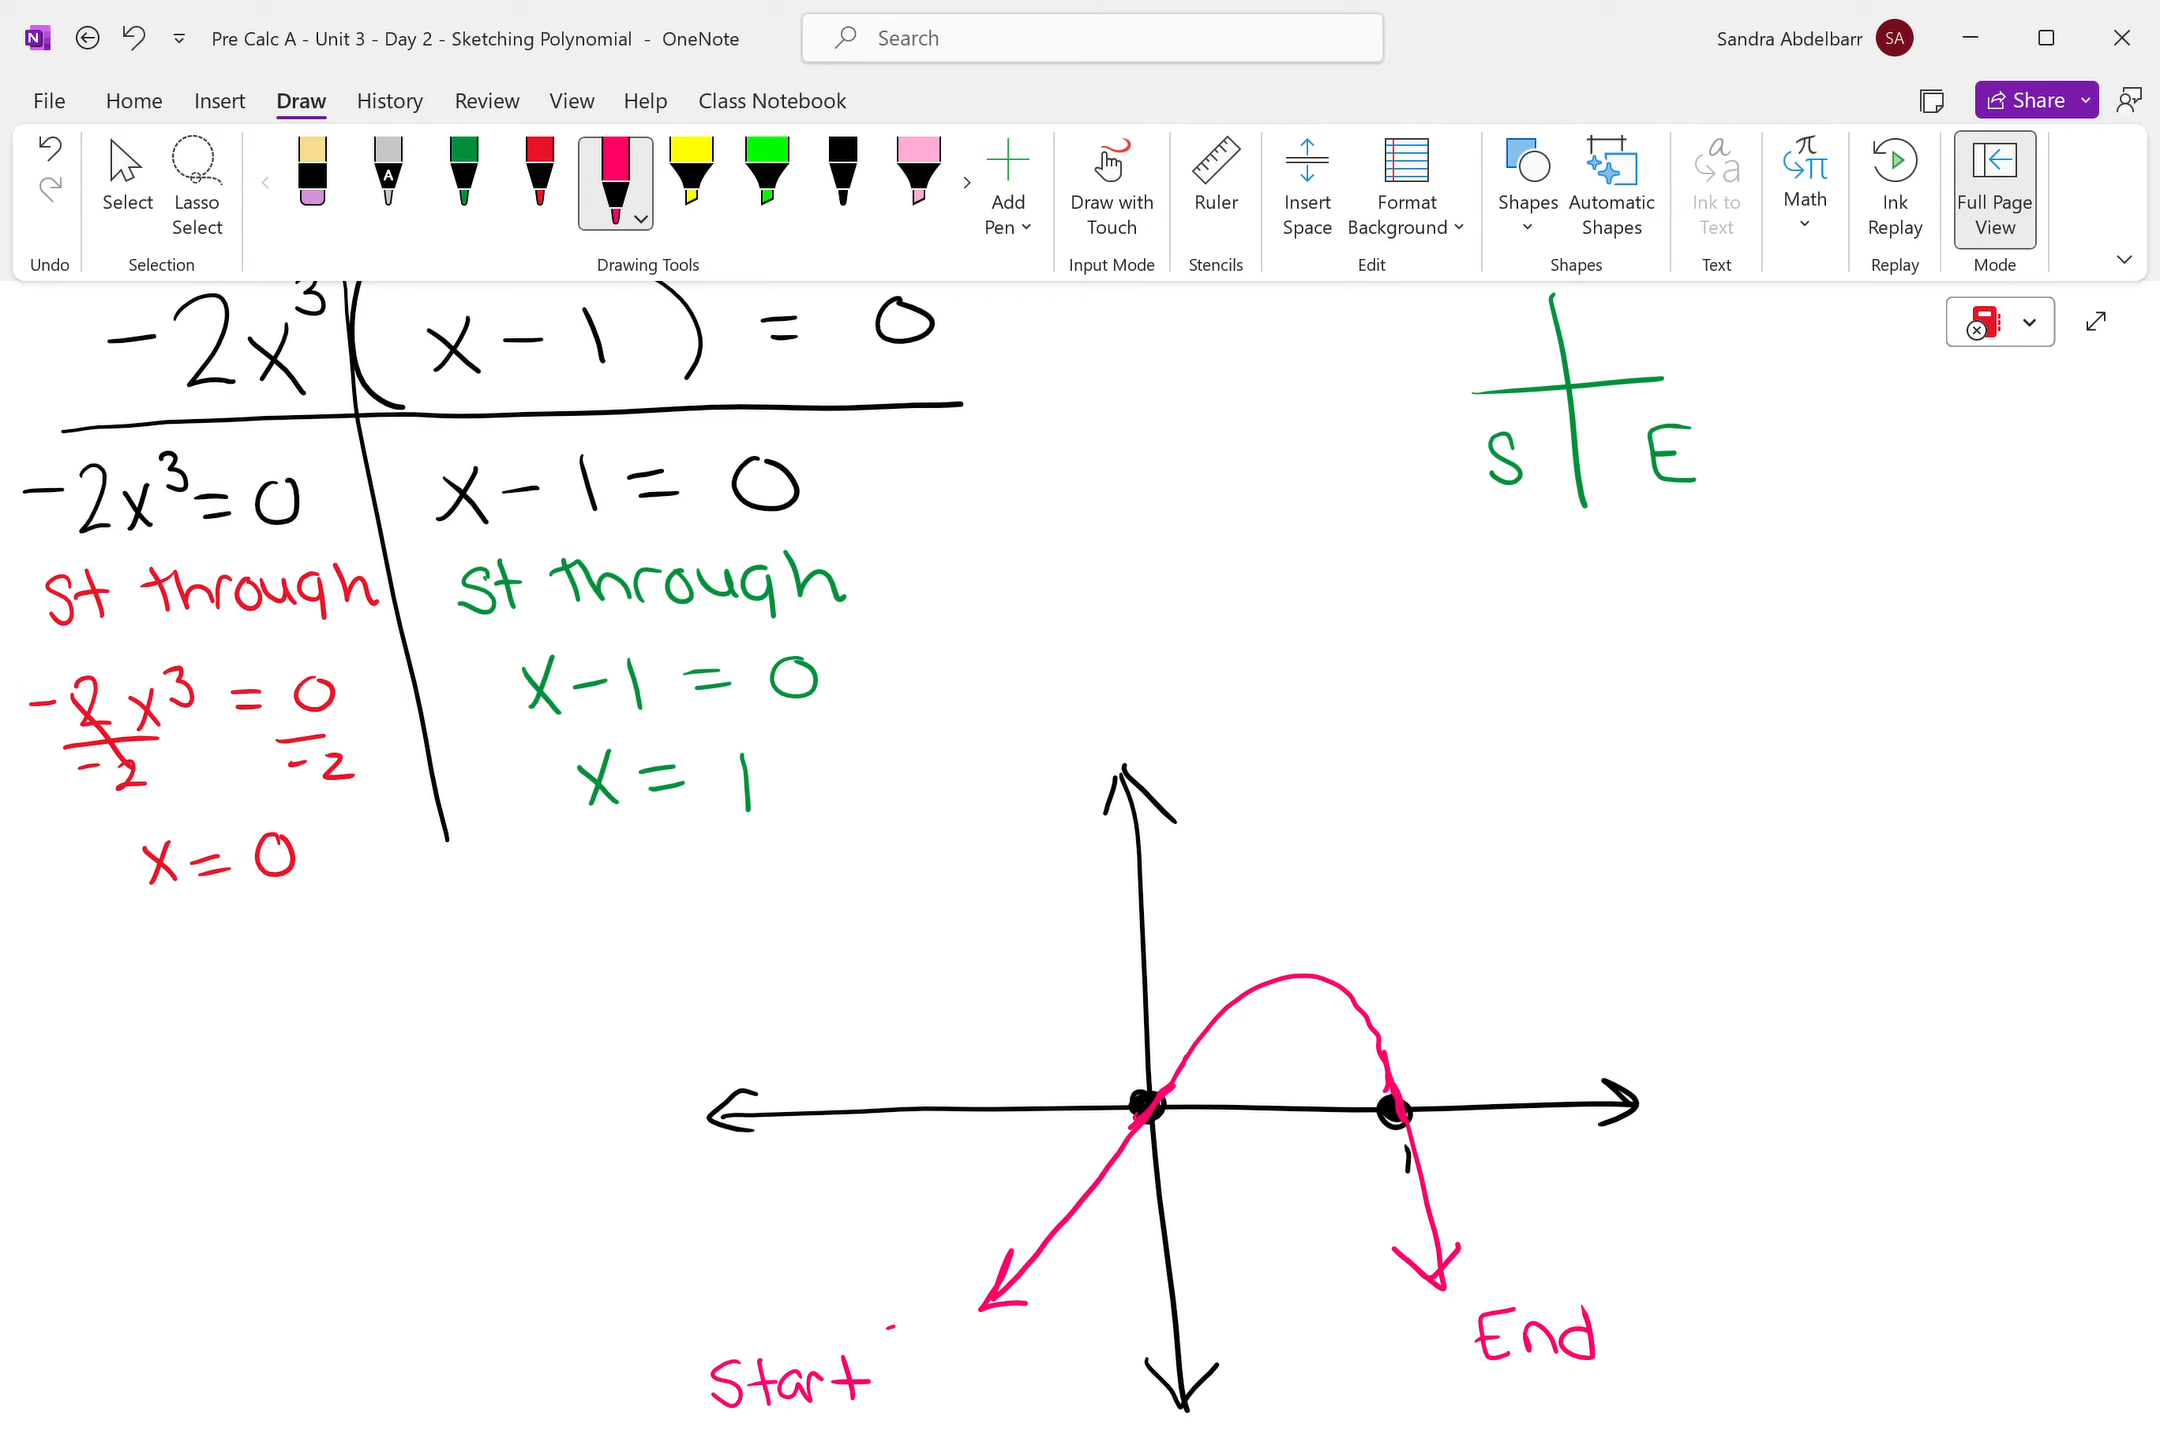 Pre Calc A - Unit 3 - Day 2 - Sketching Polynomial - OneNote
Search
Sandra Abdelbarr SA
File Home Insert Draw History Review View Help Class Notebook
Share
Select
Lasso Select
A
Add Pen
Draw with Touch
Ruler
Insert Space
Format Background
Shapes
Automatic Shapes
Ink to Text
Math
Ink Replay
Full Page View
Undo Selection Drawing Tools Input Mode Stencils Edit Shapes Text Replay Mode
-2x³(x-1) = 0
-2x³=0
st through
-2x³ = 0
-2 -2
x = 0
x-1 = 0
st through
x-1 = 0
x = 1
S E
1
Start
End